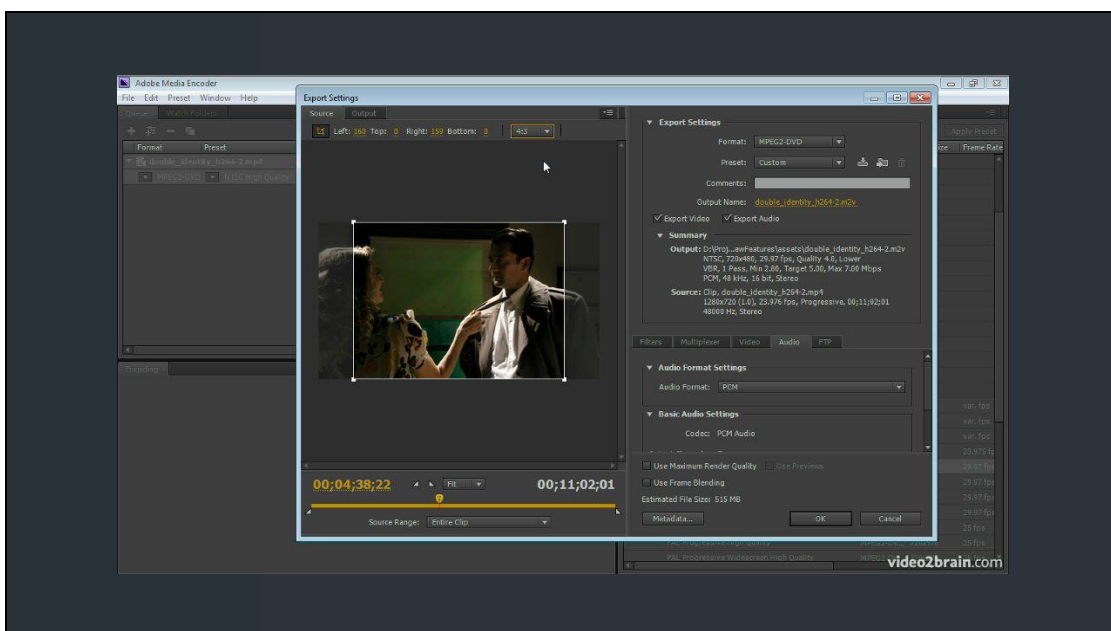 Adobe Media Encoder
File Edit Preset Window Help
Queue Watch Folders
Format Preset
double_identity_h264-2.mp4
MPEG2-DVD NTSC High Quality
Encoding
Export Settings
Source Output
Left: 160 Top: 0 Right: 159 Bottom: 0 4:3
00;04;38;22 Fit 00;11;02;01
Source Range: Entire Clip
Export Settings
Format: MPEG2-DVD
Preset: Custom
Comments:
Output Name: double_identity_h264-2.m2v
Export Video Export Audio
Summary
Output: D:\Proj...ewFeatures\assets\double_identity_h264-2.m2v
NTSC, 720x480, 29.97 fps, Quality 4.0, Lower
VBR, 1 Pass, Min 2.80, Target 5.00, Max 7.00 Mbps
PCM, 48 kHz, 16 bit, Stereo
Source: Clip, double_identity_h264-2.mp4
1280x720 (1.0), 23.976 fps, Progressive, 00;11;02;01
48000 Hz, Stereo
Filters Multiplexer Video Audio FTP
Audio Format Settings
Audio Format: PCM
Basic Audio Settings
Codec: PCM Audio
Use Maximum Render Quality Use Previews
Use Frame Blending
Estimated File Size: 515 MB
Metadata... OK Cancel
Apply Preset
Frame Rate
var. fps
var. fps
var. fps
23.976 fp
29.97 fps
29.97 fps
29.97 fps
29.97 fps
25 fps
PAL Progressive High Quality 25 fps
PAL Progressive Widescreen High Quality
video2brain.com